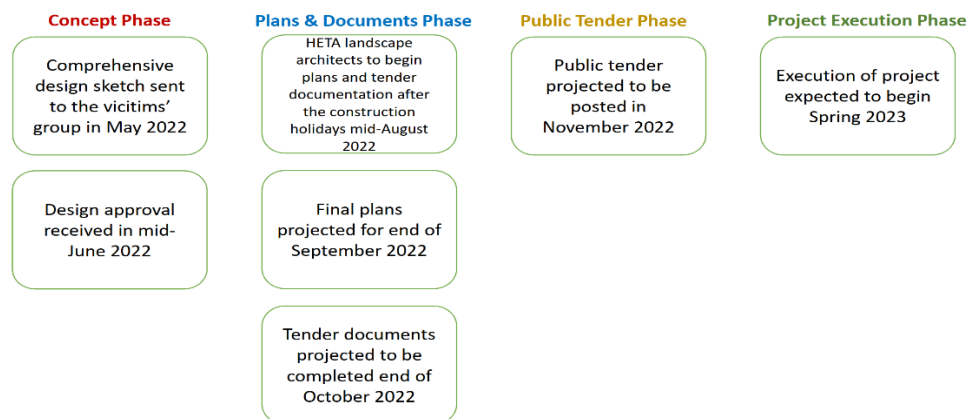 Concept Phase
Comprehensive
design sketch sent
to the vicitims’
group in May 2022
Design approval
received in mid-
June 2022
Plans & Documents Phase
HETA landscape
architects to begin
plans and tender
documentation after
the construction
holidays mid-August
2022
Final plans
projected for end of
September 2022
Tender documents
projected to be
completed end of
October 2022
Public Tender Phase
Public tender
projected to be
posted in
November 2022
Project Execution Phase
Execution of project
expected to begin
Spring 2023